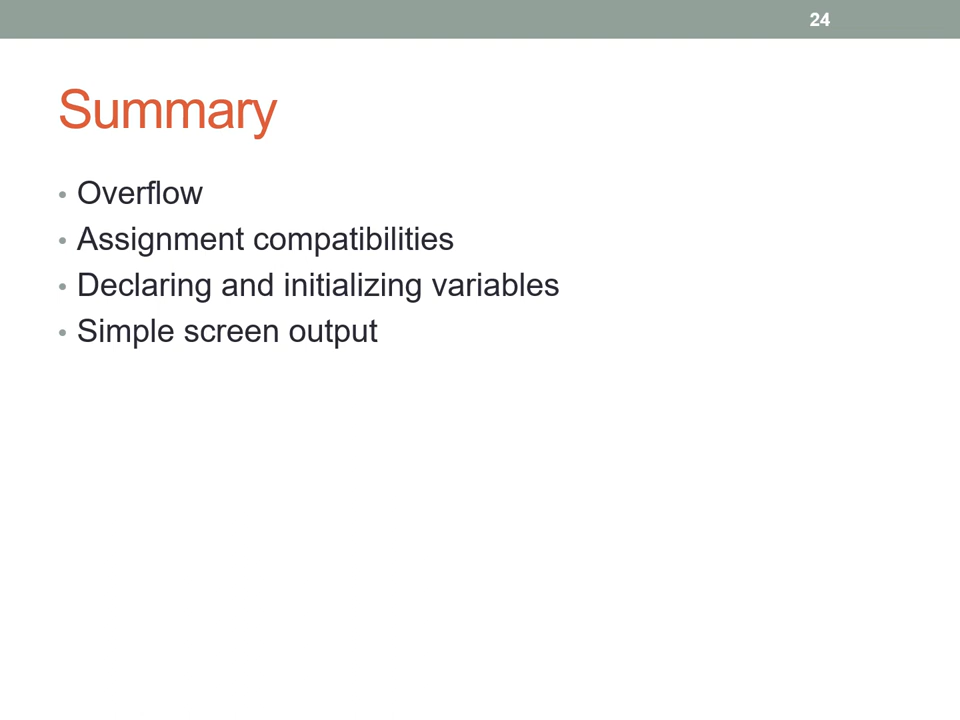 24
Summary
• Overflow
• Assignment compatibilities
• Declaring and initializing variables
• Simple screen output